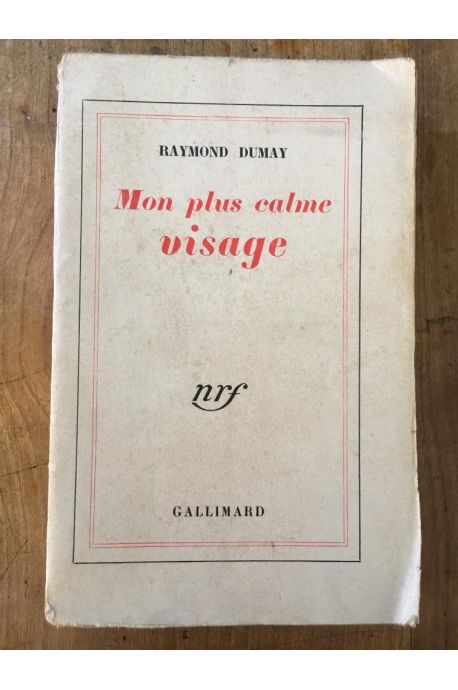 RAYMOND DUMAY
Mon plus calme
visage
nrf
GALLIMARD